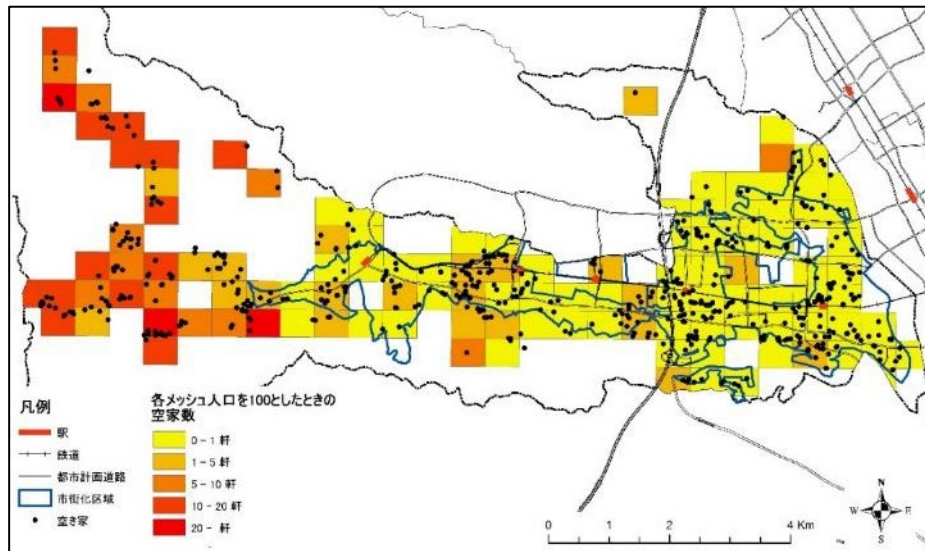 凡例
駅
鉄道
都市計画道路
市街化区域
空き家
各メッシュ人口を100としたときの
空家数
0 - 1 軒
1 - 5 軒
5 - 10 軒
10 - 20 軒
20 - 軒
0 1 2 4 Km
N
W E
S